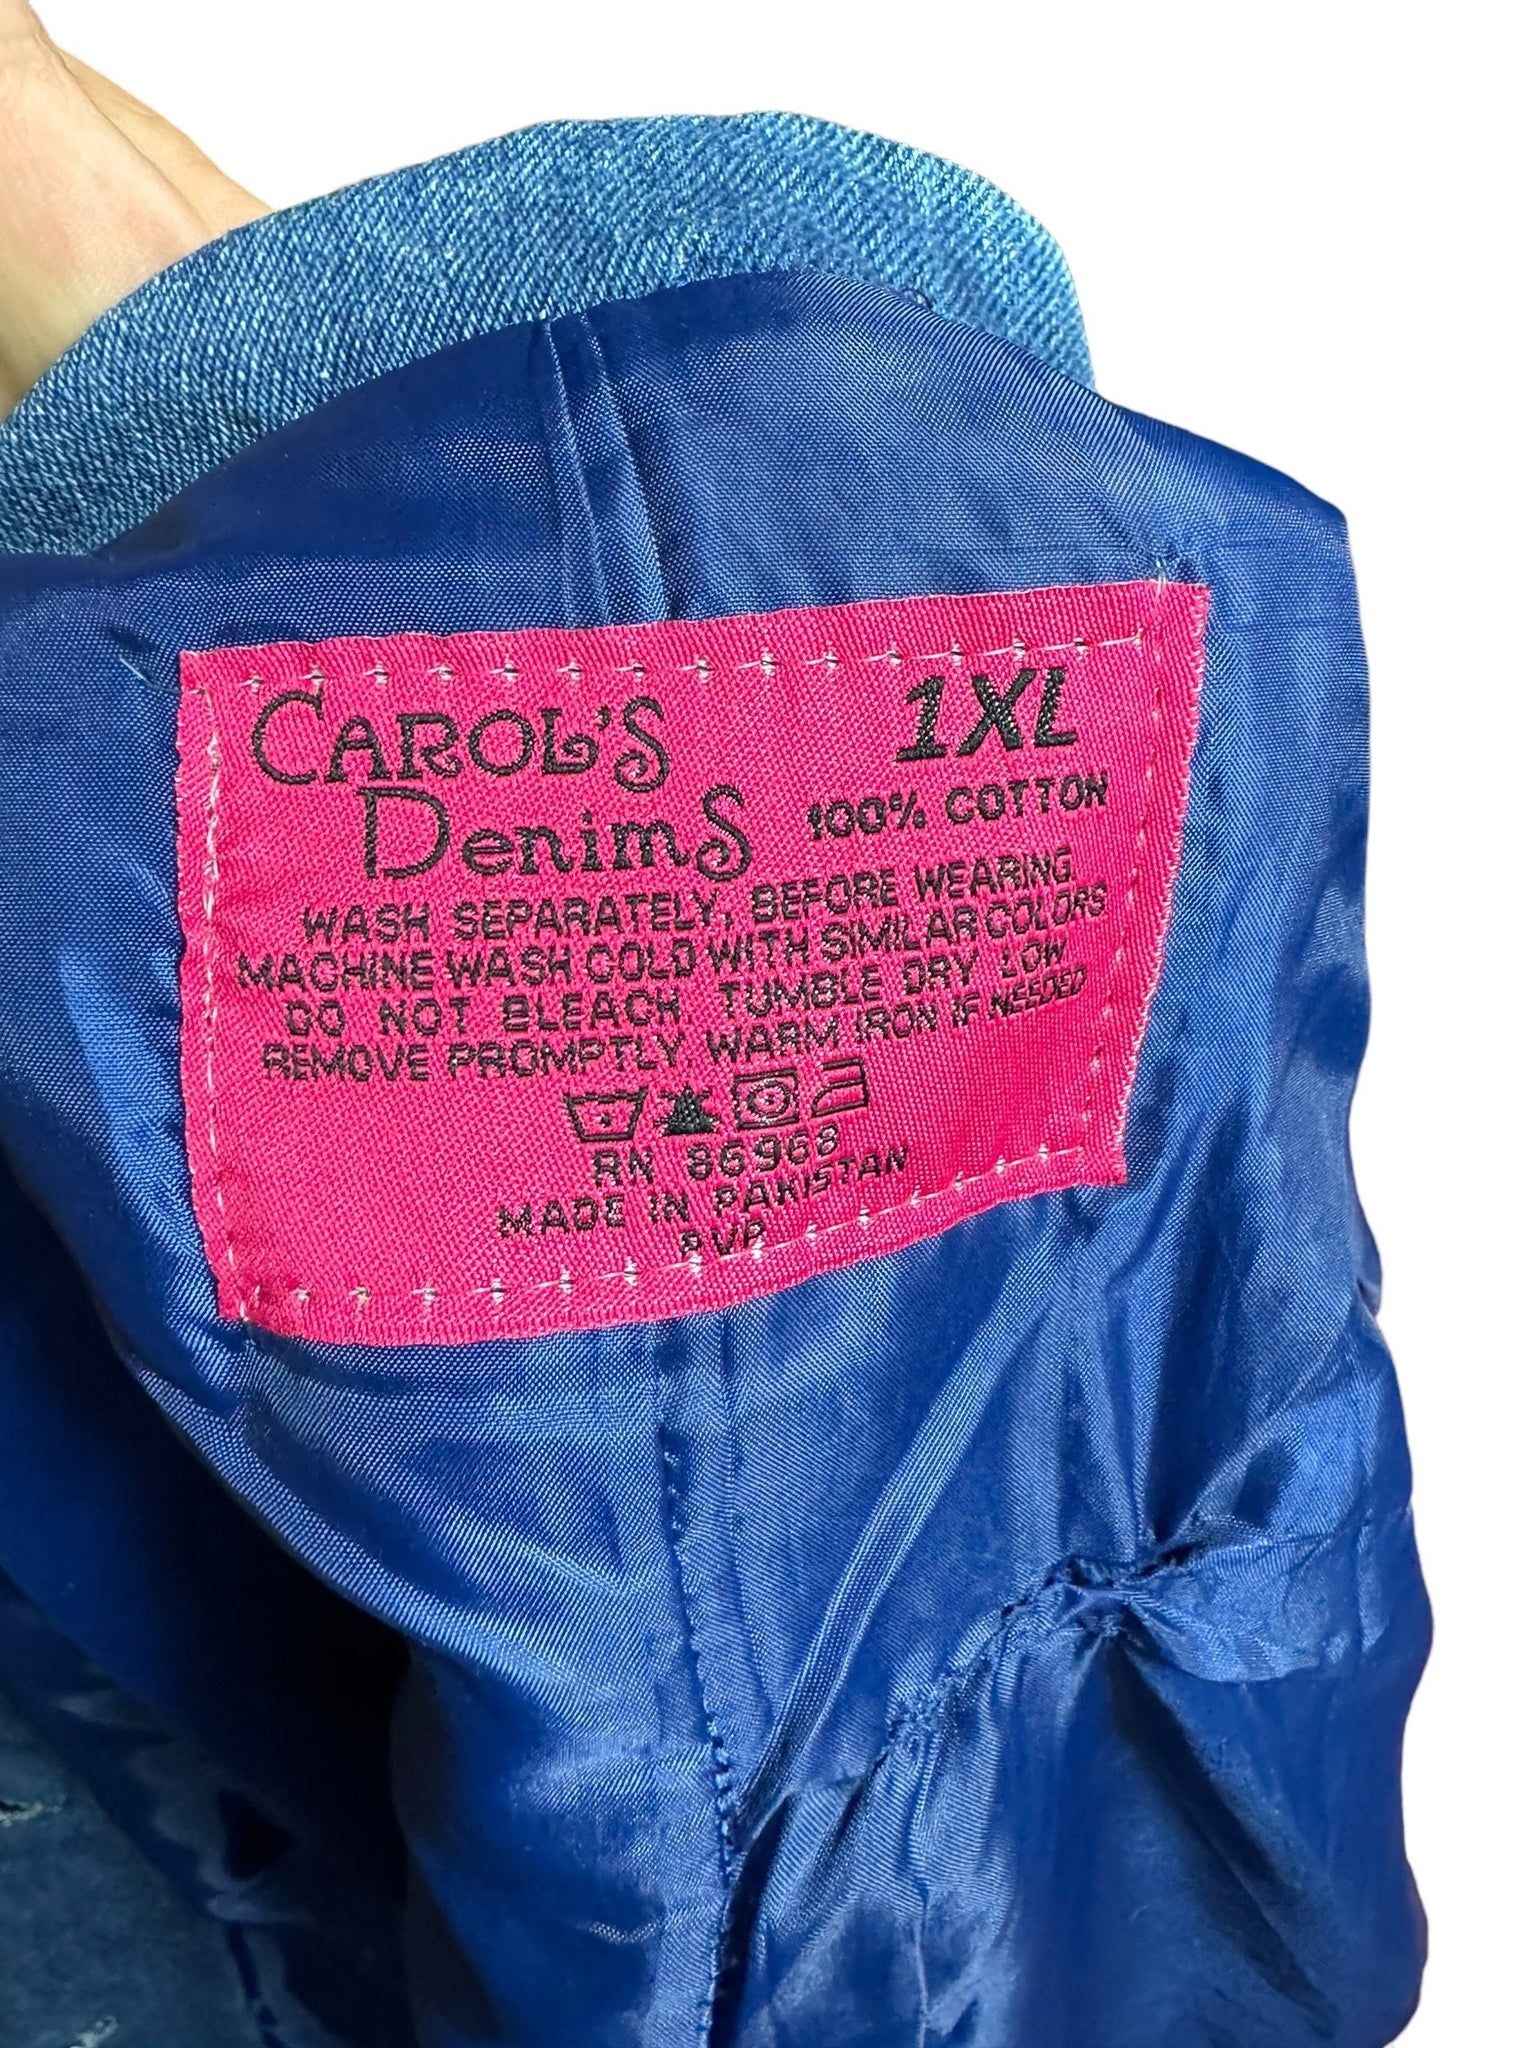 CAROL'S 1XL
DenimS 100% COTTON
WASH SEPARATELY, BEFORE WEARING
MACHINE WASH COLD WITH SIMILAR COLORS
DO NOT BLEACH, TUMBLE DRY LOW
REMOVE PROMPTLY, WARM IRON IF NEEDED
RN 86968
MADE IN PAKISTAN